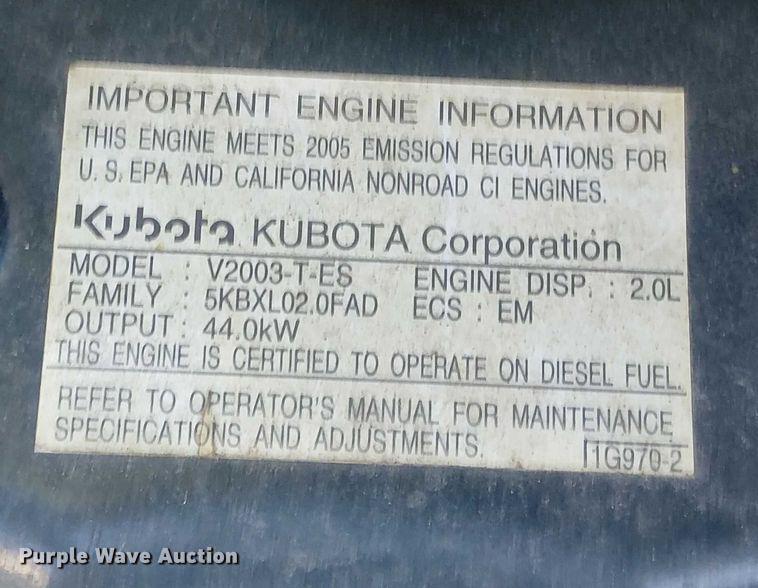 IMPORTANT ENGINE INFORMATION
THIS ENGINE MEETS 2005 EMISSION REGULATIONS FOR
U.S. EPA AND CALIFORNIA NONROAD CI ENGINES.
Kubota KUBOTA Corporation
MODEL : V2003-T-ES ENGINE DISP. : 2.0L
FAMILY : 5KBXL02.0FAD ECS : EM
OUTPUT : 44.0kW
THIS ENGINE IS CERTIFIED TO OPERATE ON DIESEL FUEL.
REFER TO OPERATOR'S MANUAL FOR MAINTENANCE
SPECIFICATIONS AND ADJUSTMENTS.
1G970-2
Purple Wave Auction